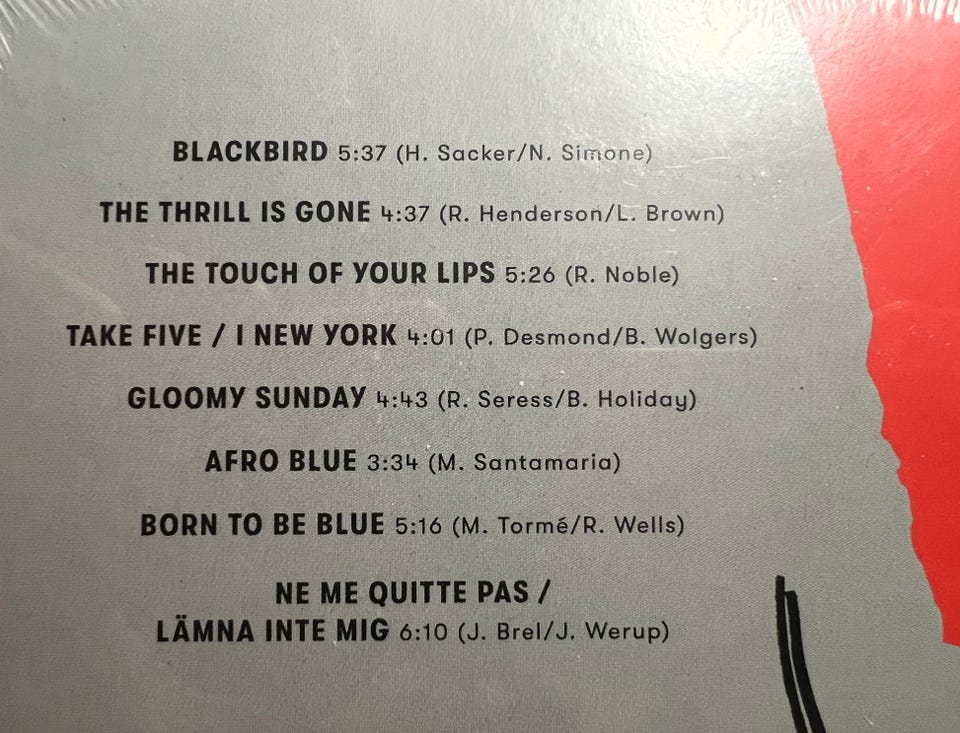 BLACKBIRD 5:37 (H. Sacker/N. Simone)
THE THRILL IS GONE 4:37 (R. Henderson/L. Brown)
THE TOUCH OF YOUR LIPS 5:26 (R. Noble)
TAKE FIVE / I NEW YORK 4:01 (P. Desmond/B. Wolgers)
GLOOMY SUNDAY 4:43 (R. Seress/B. Holiday)
AFRO BLUE 3:34 (M. Santamaria)
BORN TO BE BLUE 5:16 (M. Tormé/R. Wells)
NE ME QUITTE PAS /
LÄMNA INTE MIG 6:10 (J. Brel/J. Werup)